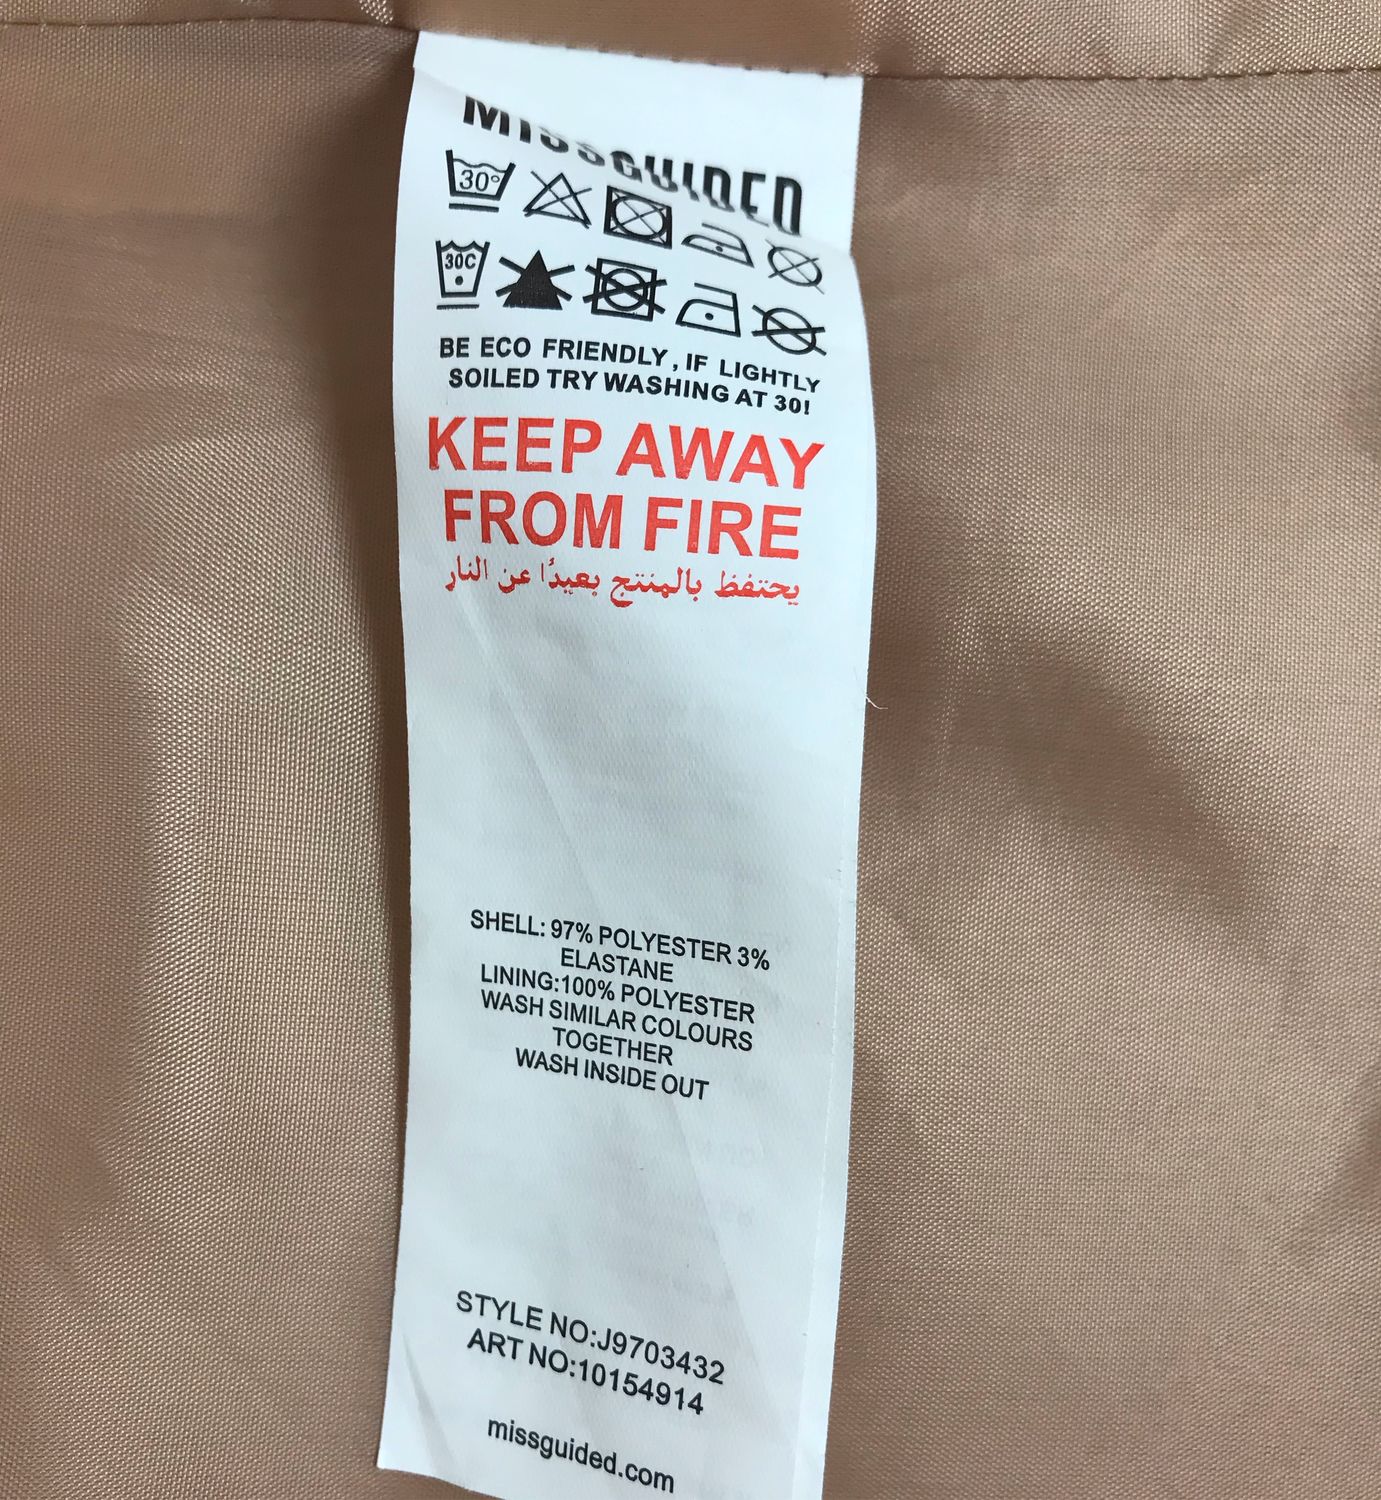 MISSGUIDED
30°
30C
BE ECO FRIENDLY, IF LIGHTLY
SOILED TRY WASHING AT 30!
KEEP AWAY
FROM FIRE
يحتفظ بالمنتج بعيدًا عن النار
SHELL: 97% POLYESTER 3%
ELASTANE
LINING:100% POLYESTER
WASH SIMILAR COLOURS
TOGETHER
WASH INSIDE OUT
STYLE NO:J9703432
ART NO:10154914
missguided.com